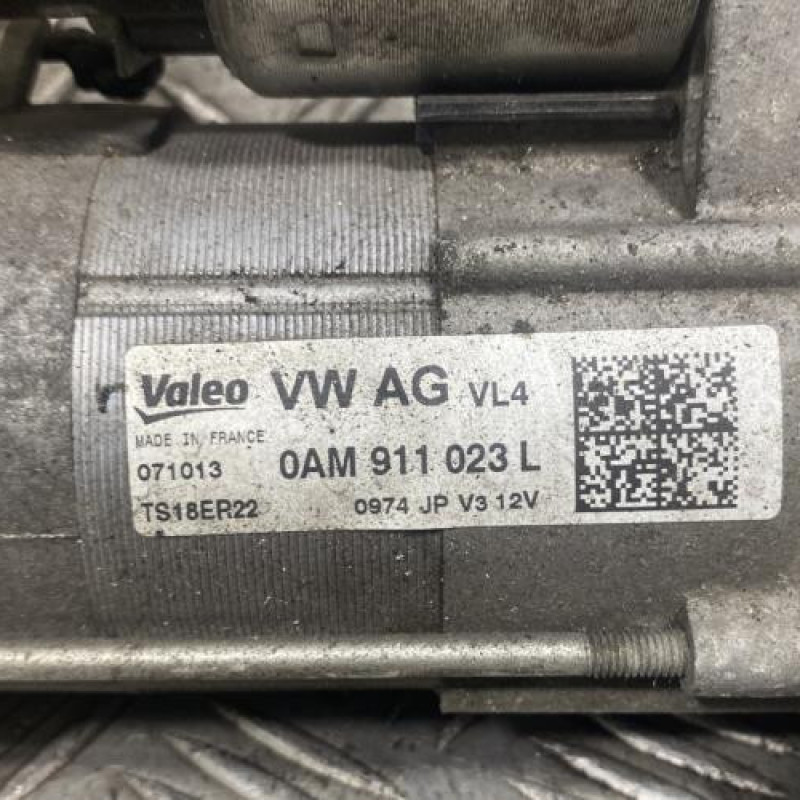 Valeo VW AG VL4
MADE IN FRANCE
071013 0AM 911 023 L
TS18ER22 0974 JP V3 12V